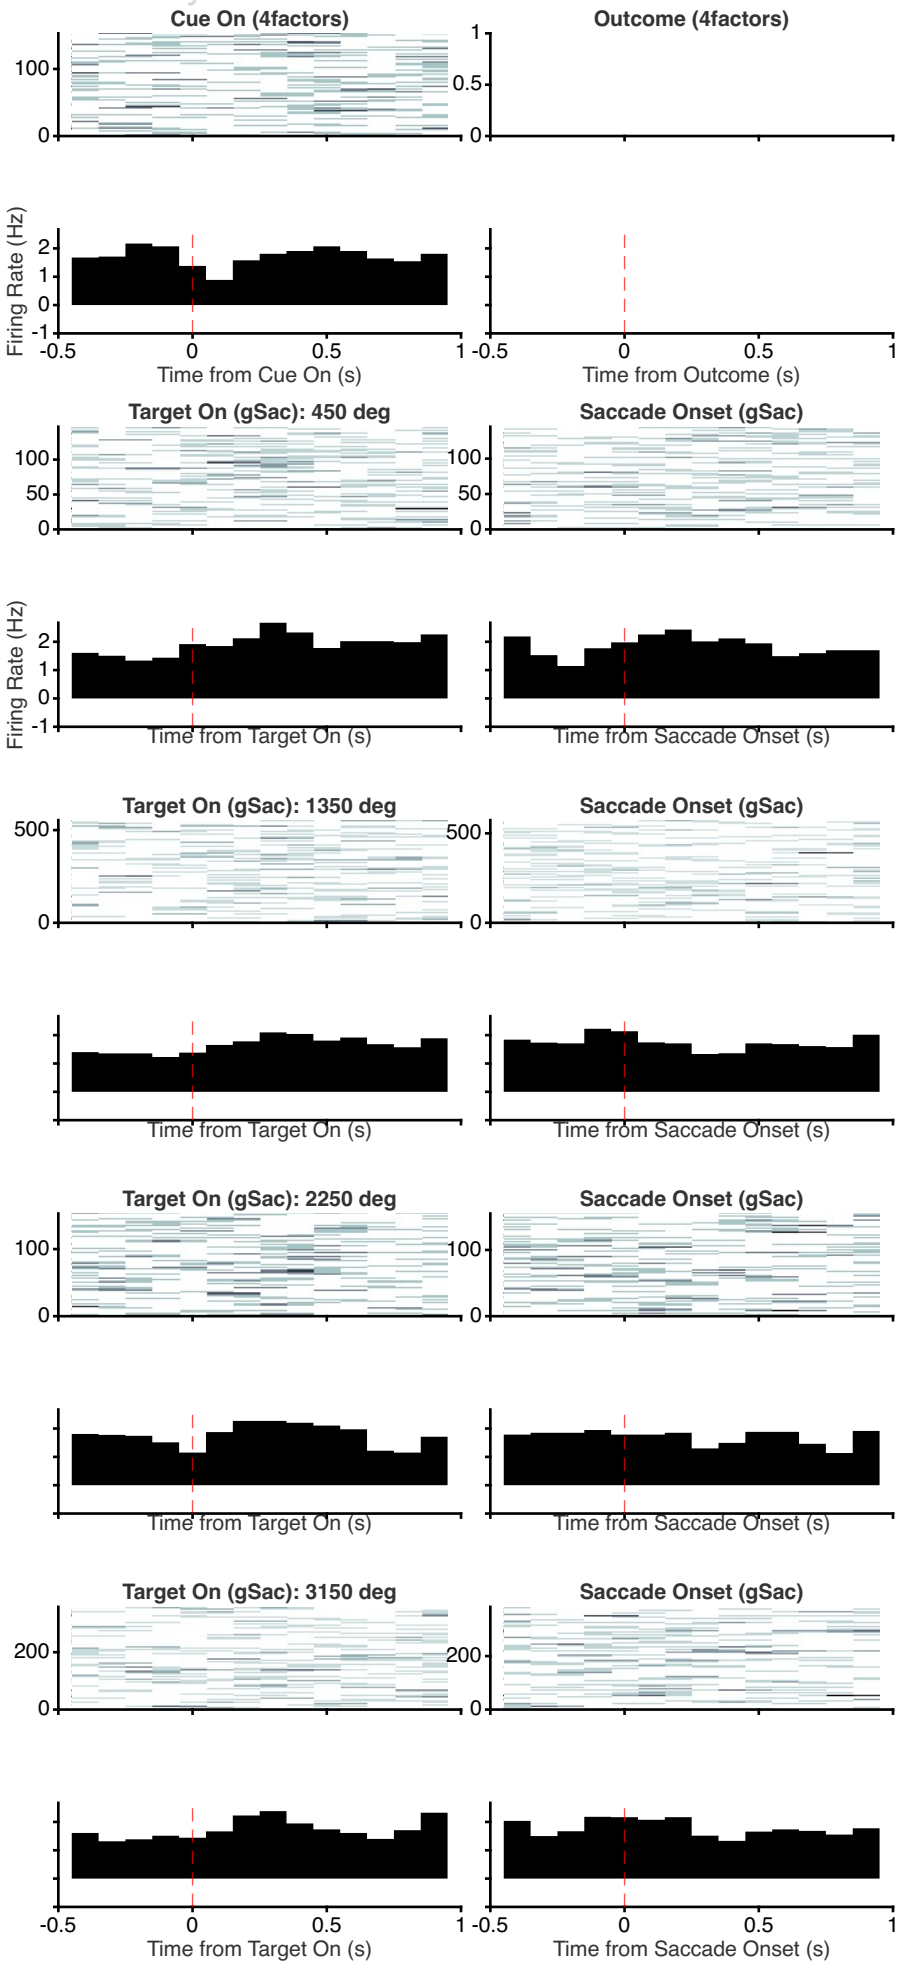 Cue On (4factors) Outcome (4factors)
100 1
0.5
0 0
Firing Rate (Hz)
2
1
0
-1
-0.5 0 0.5 1 -0.5 0 0.5 1
Time from Cue On (s) Time from Outcome (s)
Target On (gSac): 450 deg Saccade Onset (gSac)
100 100
50 50
0 0
Firing Rate (Hz)
2
1
0
-1
Time from Target On (s) Time from Saccade Onset (s)
Target On (gSac): 1350 deg Saccade Onset (gSac)
500 500
0 0
Time from Target On (s) Time from Saccade Onset (s)
Target On (gSac): 2250 deg Saccade Onset (gSac)
100 100
0 0
Time from Target On (s) Time from Saccade Onset (s)
Target On (gSac): 3150 deg Saccade Onset (gSac)
200 200
0 0
-0.5 0 0.5 1 -0.5 0 0.5 1
Time from Target On (s) Time from Saccade Onset (s)